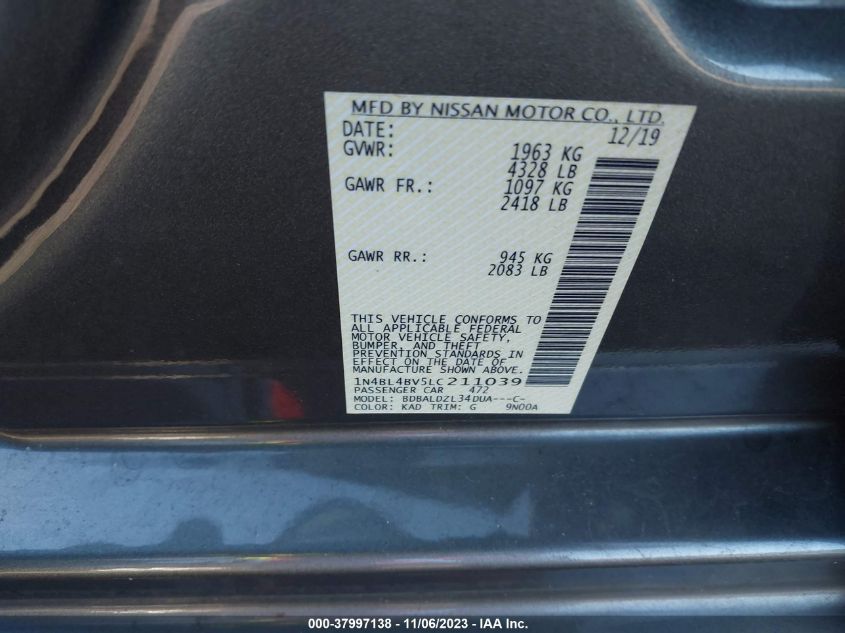 MFD BY NISSAN MOTOR CO., LTD.
DATE: 12/19
GVWR: 1963 KG
4328 LB
GAWR FR.: 1097 KG
2418 LB
GAWR RR.: 945 KG
2083 LB
THIS VEHICLE CONFORMS TO
ALL APPLICABLE FEDERAL
MOTOR VEHICLE SAFETY,
BUMPER, AND THEFT
PREVENTION STANDARDS IN
EFFECT ON THE DATE OF
MANUFACTURE SHOWN ABOVE.
1N4BL4BV5LC211039
PASSENGER CAR 472
MODEL: BDBALDZL34DUA---C-
COLOR: KAD TRIM: G 9N00A
000-37997138 - 11/06/2023 - IAA Inc.